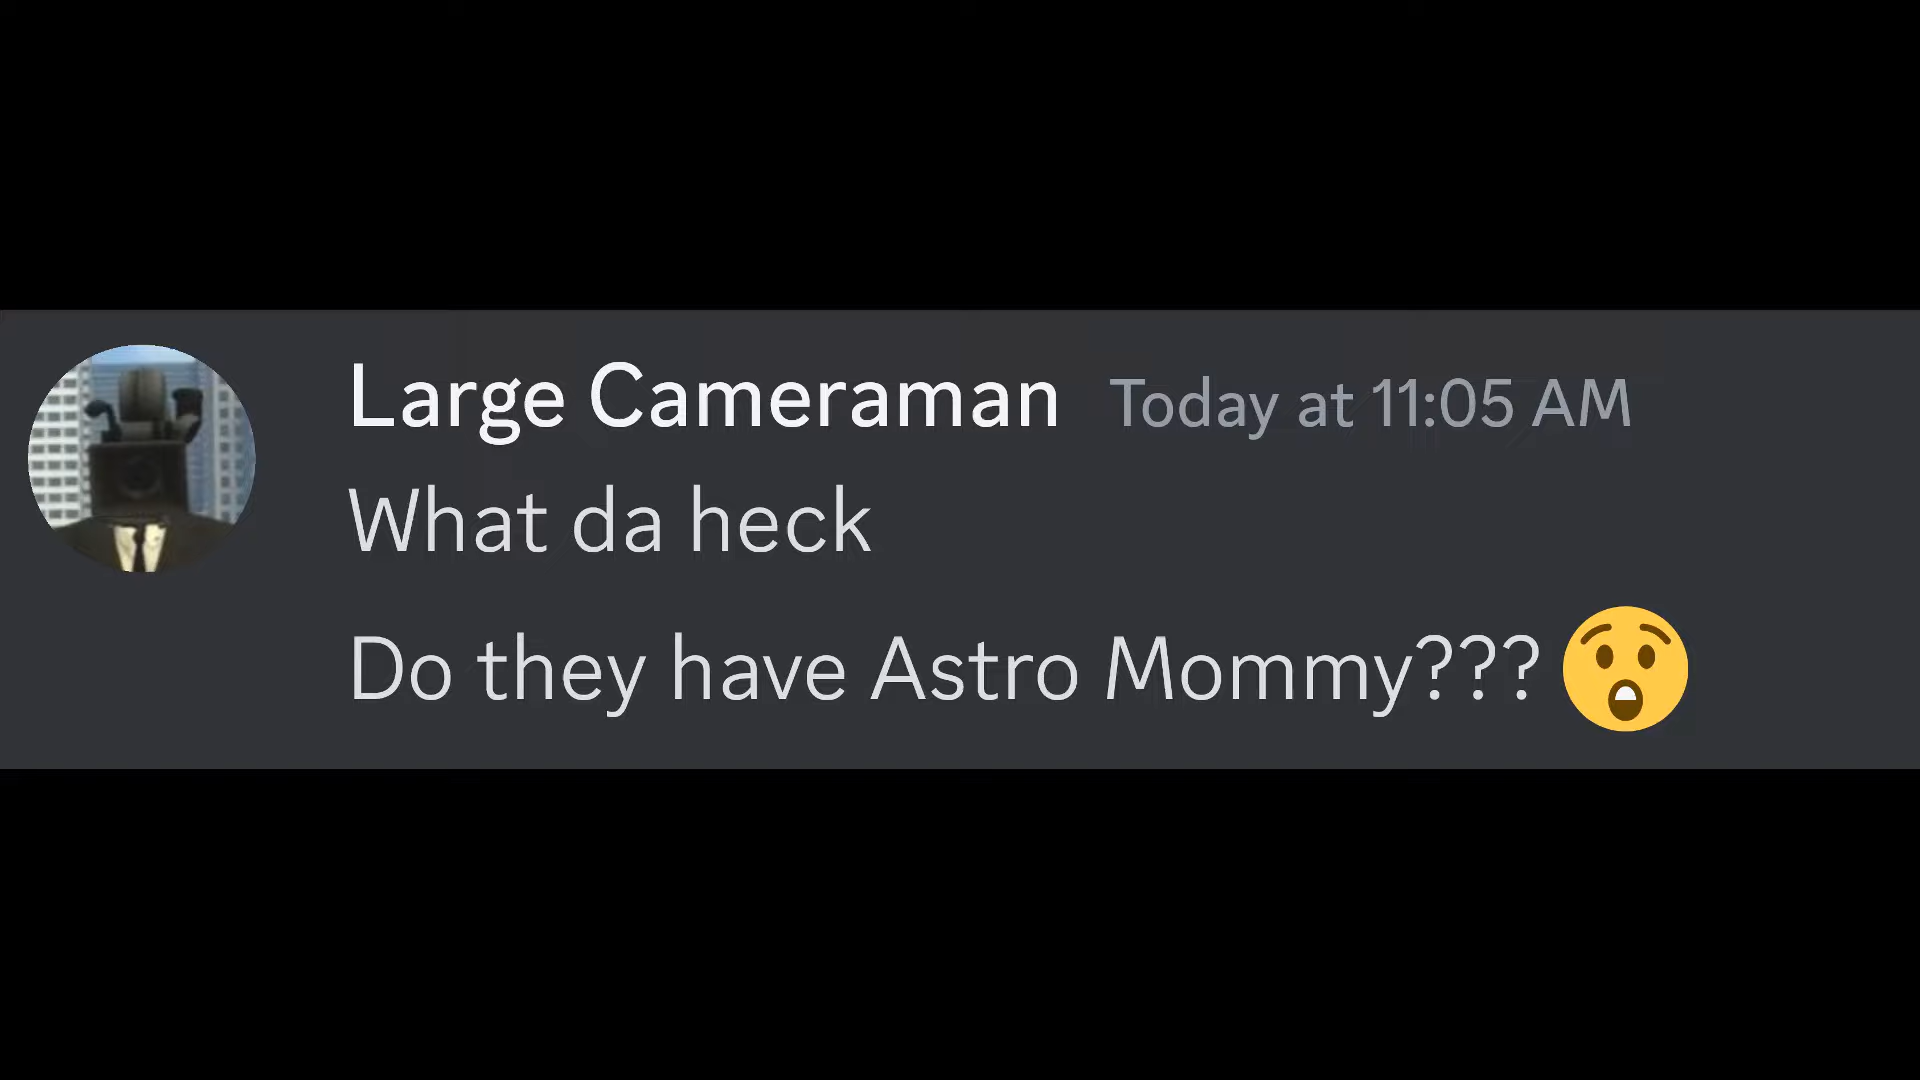 Large Cameraman Today at 11:05 AM
What da heck
Do they have Astro Mommy??? 😲